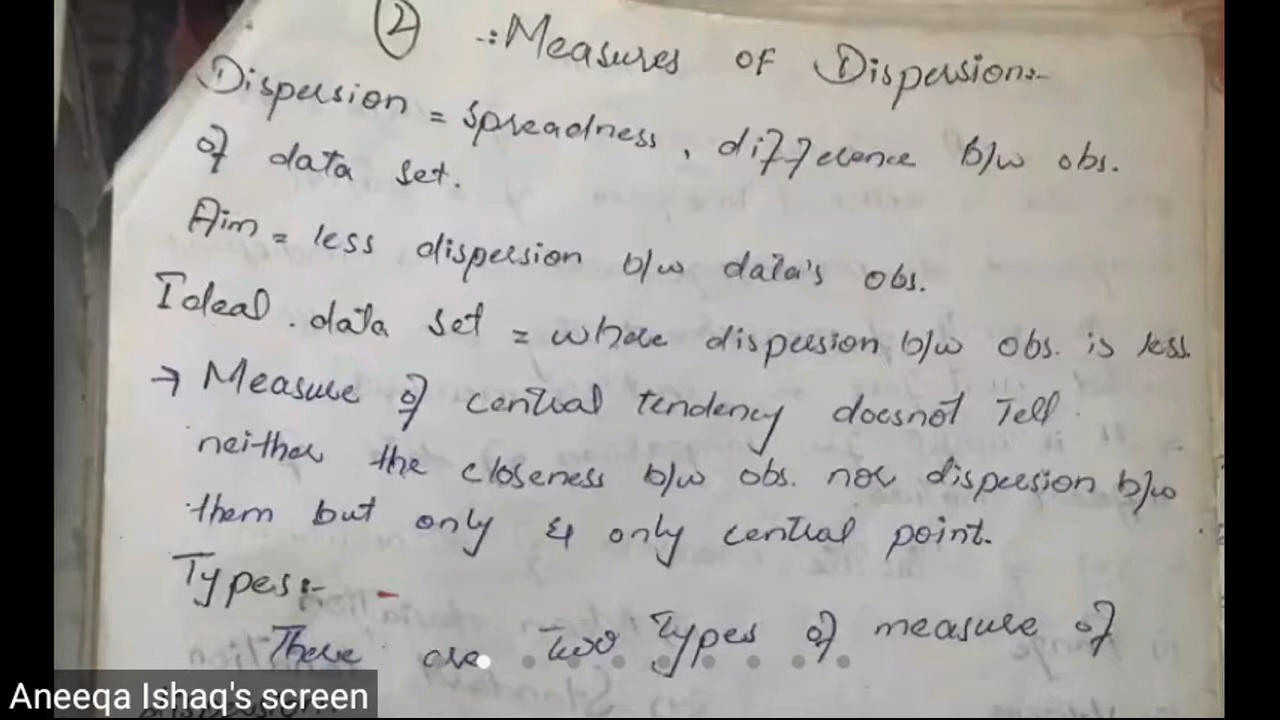 2 -:Measures of Dispersion:-
Dispersion = spreadness, difference b/w obs.
of data set.
Aim = less dispersion b/w data's obs.
Ideal data set = whose dispersion b/w obs. is less.
→ Measure of central tendency doesnot Tell
neither the closeness b/w obs. nor dispersion b/w
them but only & only central point.
Types:-
There are Two Types of measure of
Aneeqa Ishaq's screen